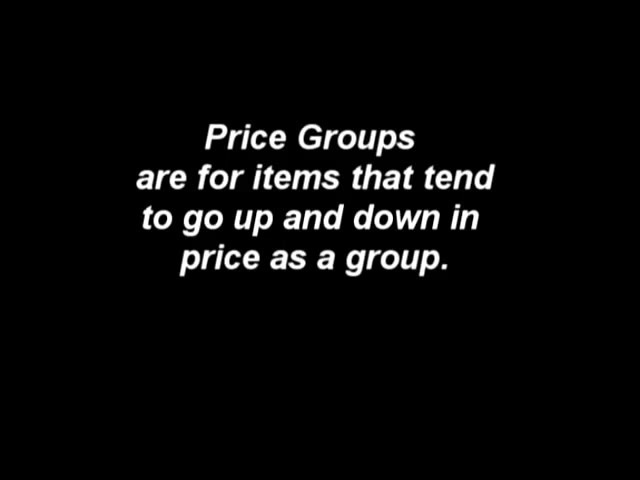 Price Groups
are for items that tend
to go up and down in
price as a group.